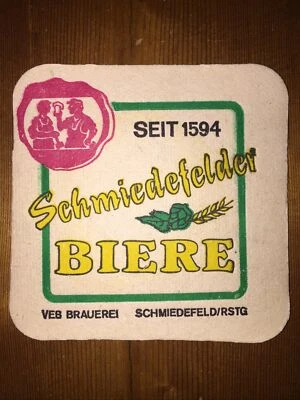 SEIT 1594
Schmiedefelder
BIERE
VEB BRAUEREI SCHMIEDEFELD/RSTG